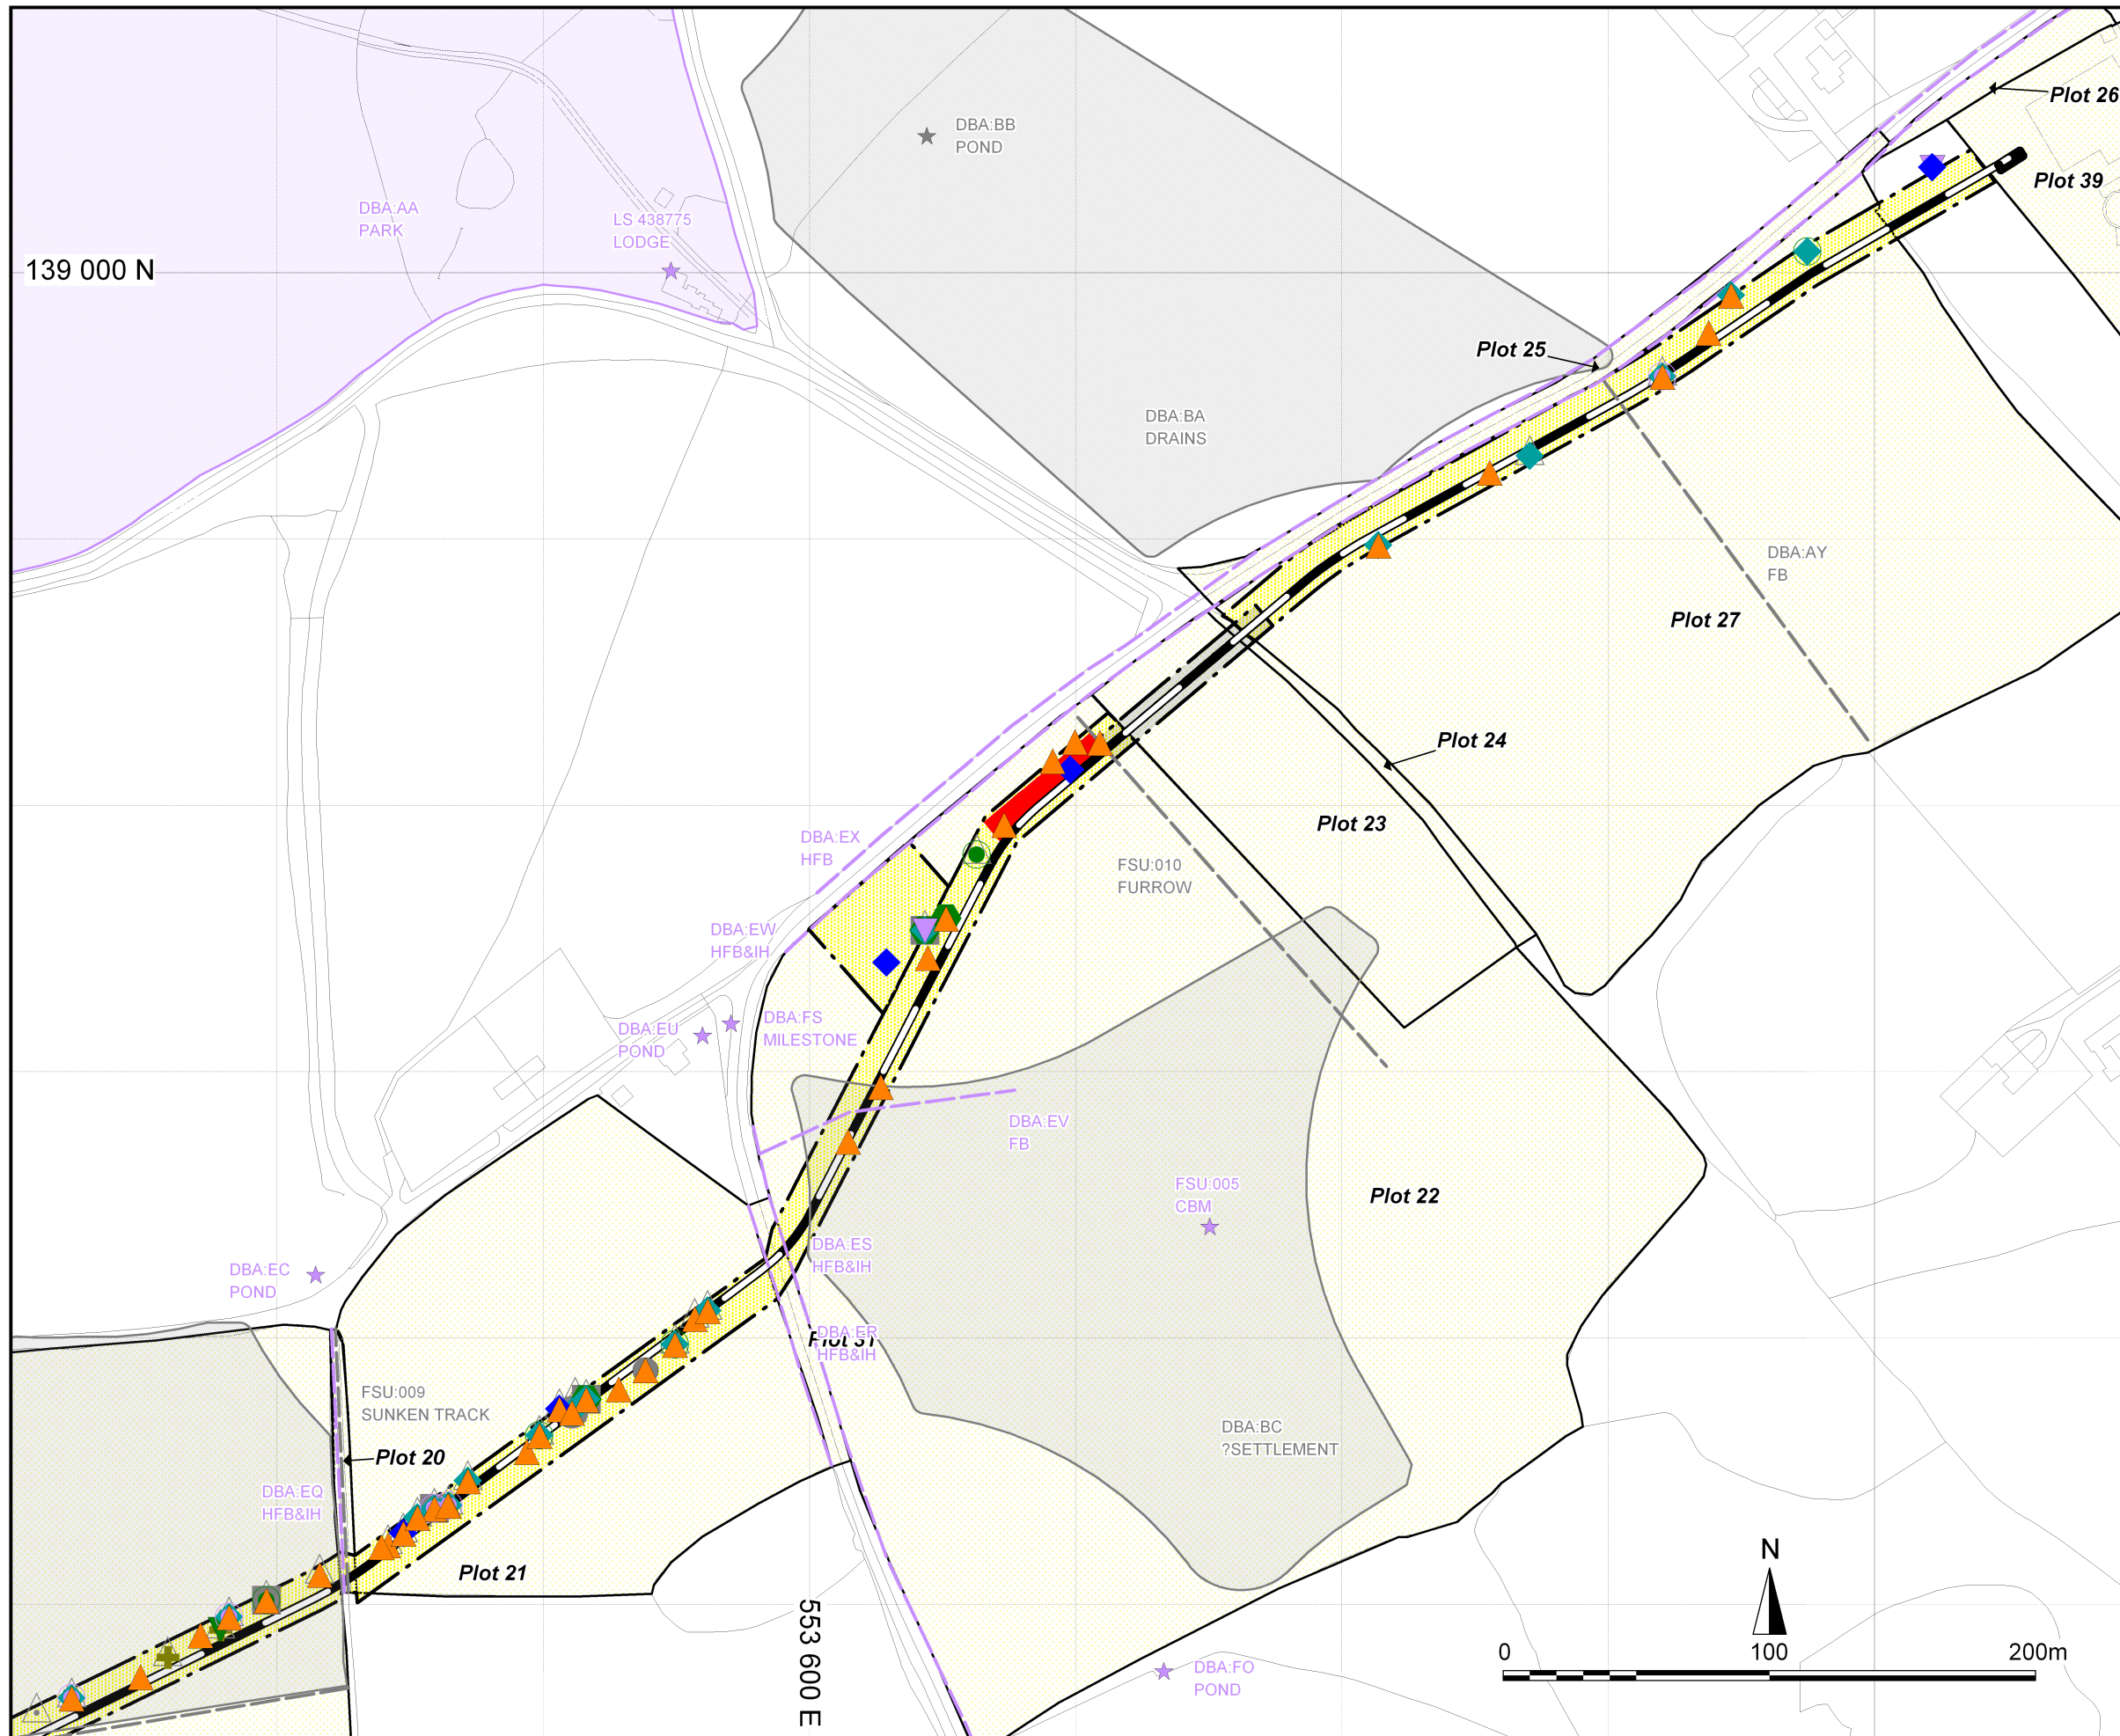 DBA:BB
POND
Plot 26
Plot 39
DBA:AA
PARK
LS 438775
LODGE
139 000 N
Plot 25
DBA:BA
DRAINS
DBA:AY
FB
Plot 27
Plot 24
Plot 23
DBA:EX
HFB
FSU:010
FURROW
DBA:EW
HFB&IH
DBA:FS
MILESTONE
DBA:EU
POND
DBA:EV
FB
FSU:005
CBM
Plot 22
DBA:ES
HFB&IH
DBA:EC
POND
DBA:ER
HFB&IH
Plot 31
FSU:009
SUNKEN TRACK
DBA:BC
?SETTLEMENT
Plot 20
DBA:EQ
HFB&IH
Plot 21
553 600 E
N
0 100 200m
DBA:FO
POND